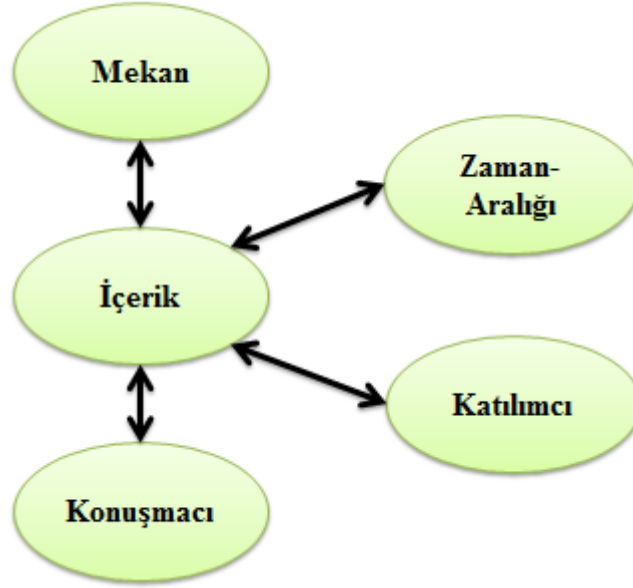 Mekan
Zaman-
Aralığı
İçerik
Katılımcı
Konuşmacı